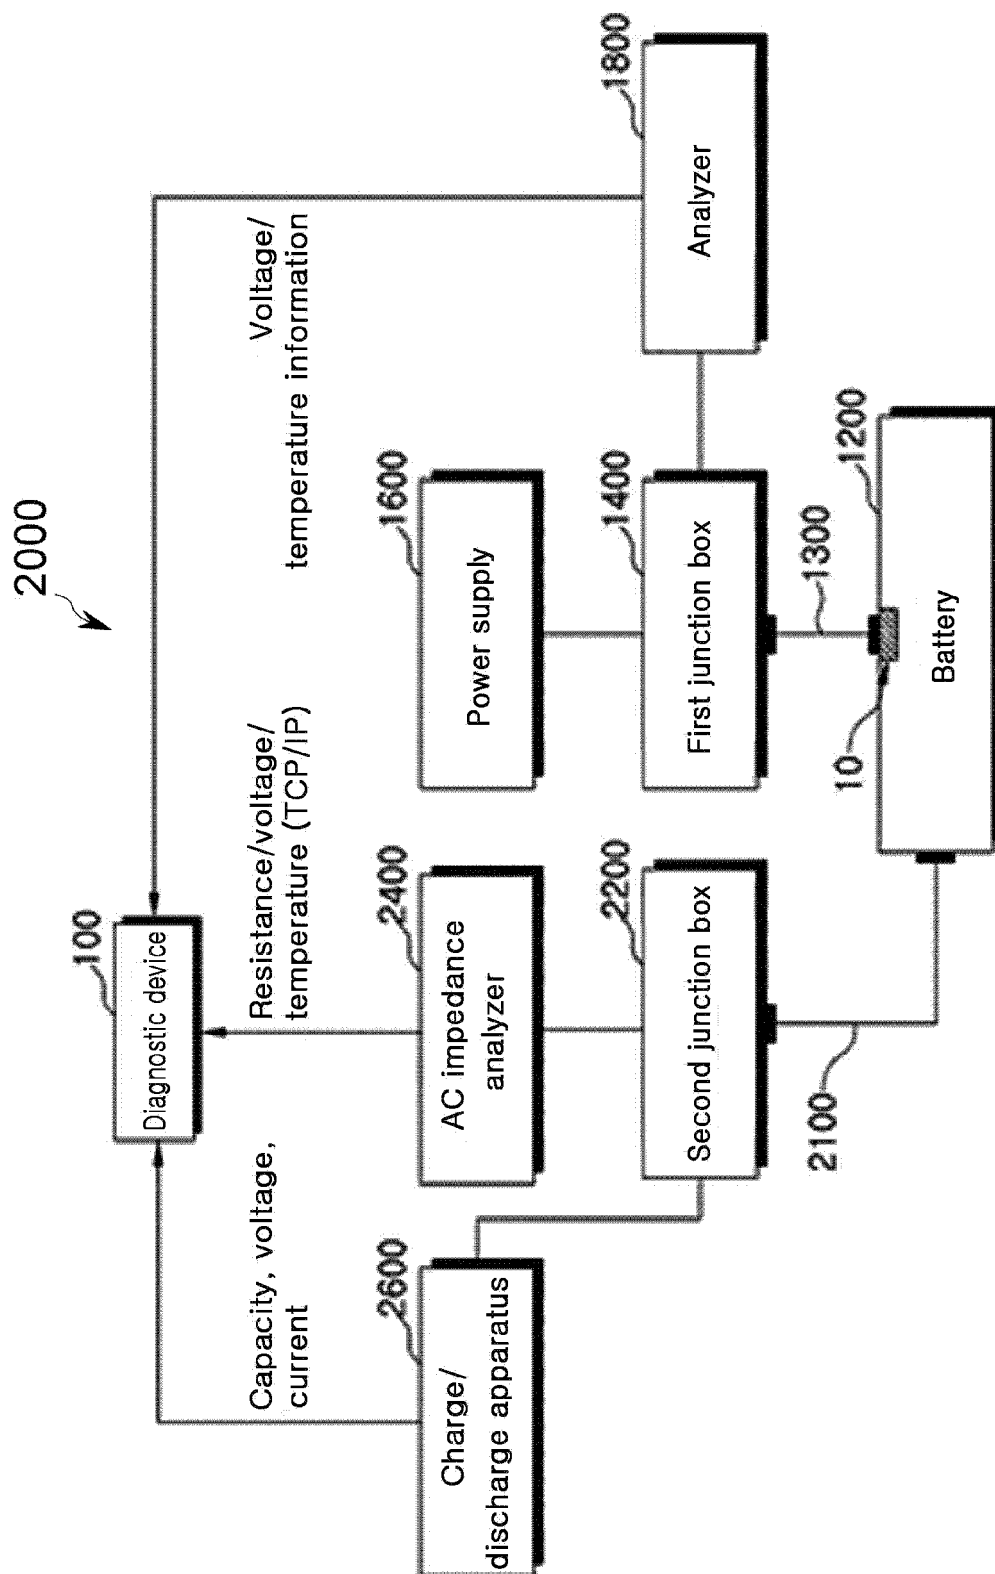 2000
100
Diagnostic device
Capacity, voltage,
current
Resistance/voltage/
temperature (TCP/IP)
Voltage/
temperature information
2600
Charge/
discharge apparatus
2400
AC impedance
analyzer
1600
Power supply
2200
Second junction box
1400
First junction box
1800
Analyzer
2100
10
1300
1200
Battery